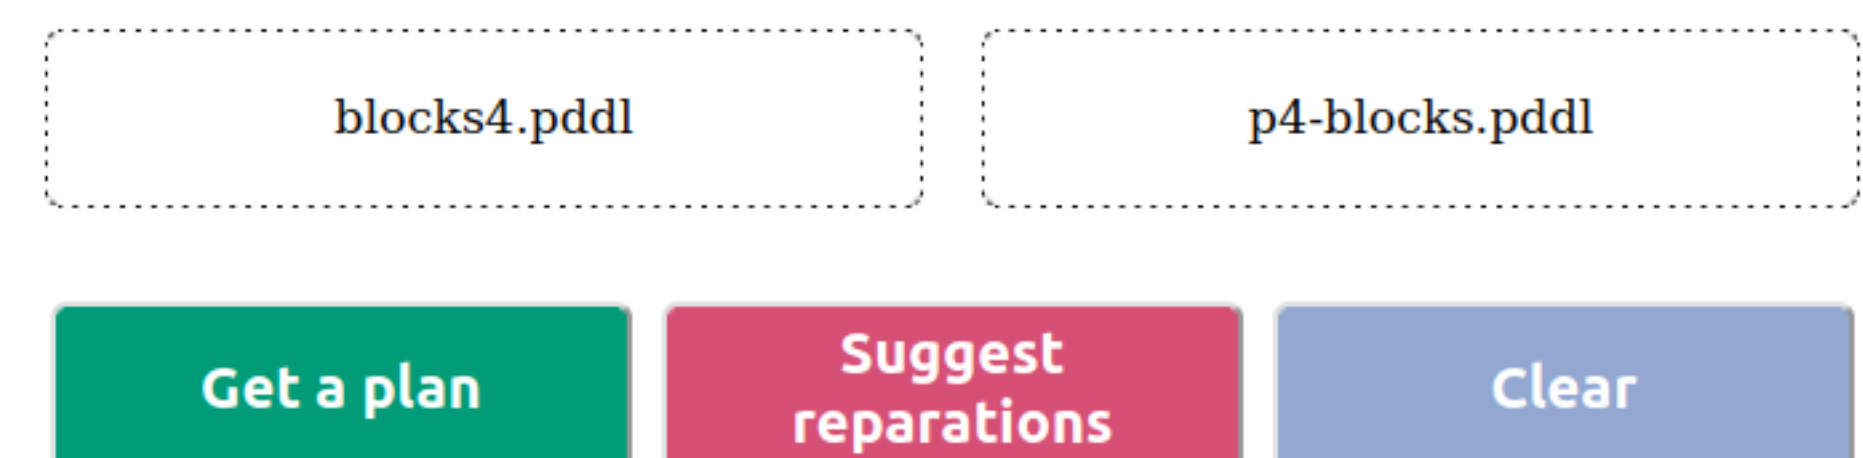 blocks4.pddl
p4-blocks.pddl
Get a plan
Suggest
reparations
Clear